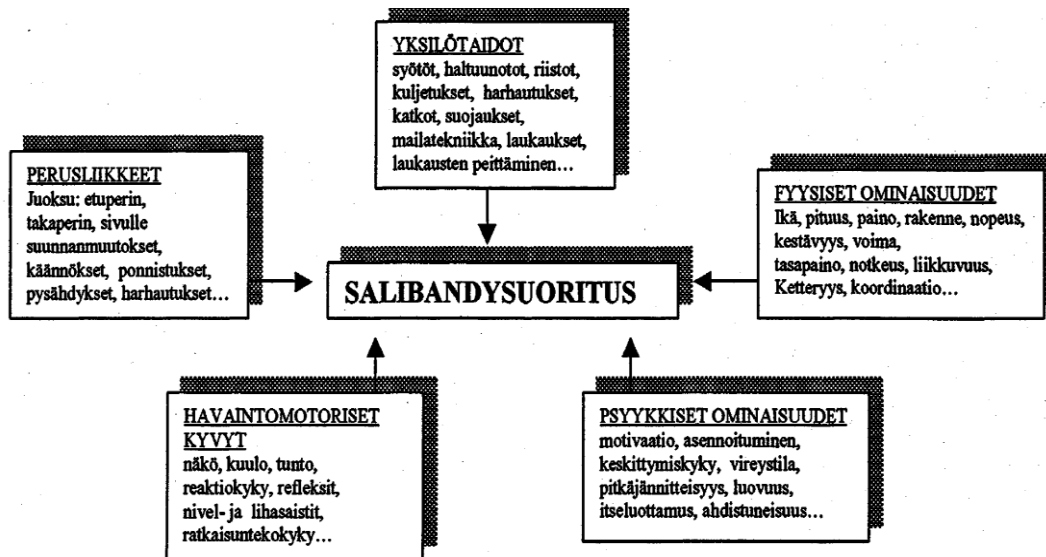 YKSILÖTAIDOT
syötöt, haltuunotot, riistot,
kuljetukset, harhautukset,
katkot, suojaukset,
mailatekniikka, laukaukset,
laukausten peittäminen…
PERUSLIIKKEET
Juoksu: etuperin,
takaperin, sivulle
suunnanmuutokset,
käännökset, ponnistukset,
pysähdykset, harhautukset…
FYYSISET OMINAISUUDET
Ikä, pituus, paino, rakenne, nopeus,
kestävyys, voima,
tasapaino, notkeus, liikkuvuus,
Ketteryys, koordinaatio…
SALIBANDYSUORITUS
HAVAINTOMOTORISET
KYVYT
näkö, kuulo, tunto,
reaktiokyky, refleksit,
nivel- ja lihasaistit,
ratkaisuntekokyky…
PSYYKKISET OMINAISUUDET
motivaatio, asennoituminen,
keskittymiskyky, vireystila,
pitkäjännitteisyys, luovuus,
itseluottamus, ahdistuneisuus…